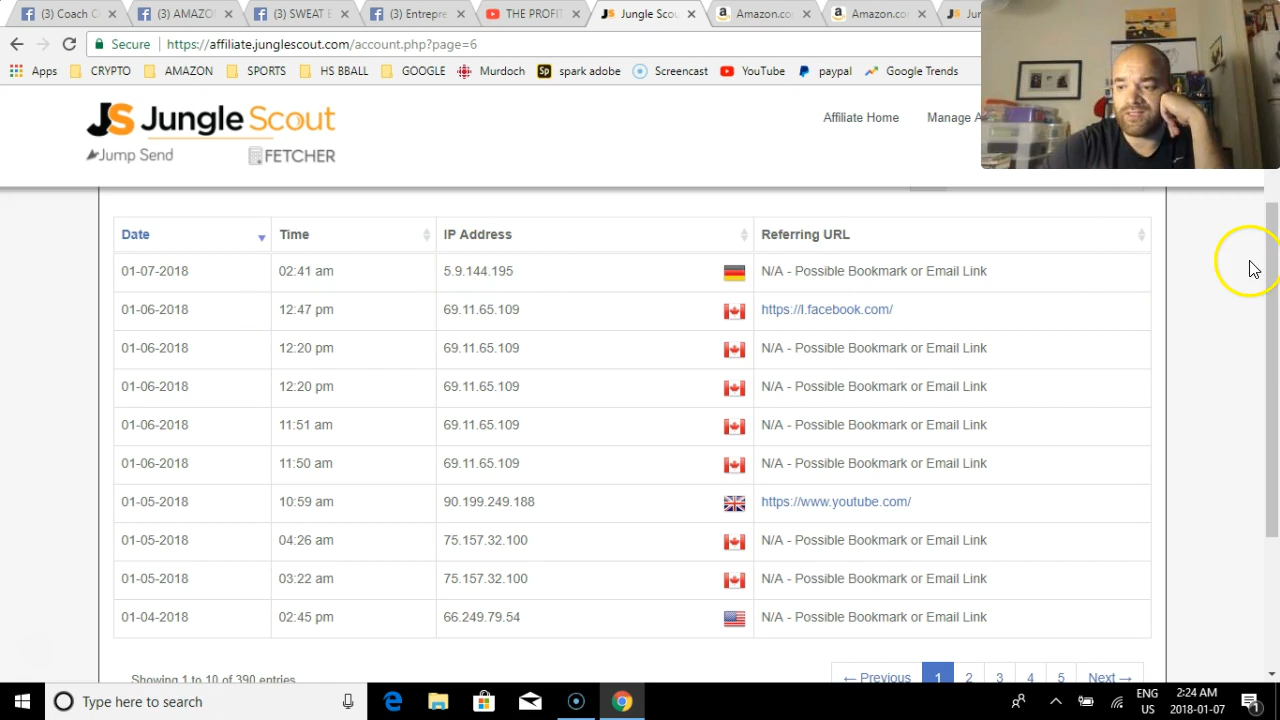 (3) Coach C
(3) AMAZO
(3) SWEAT E
(3) Entrepre
THE PROFIT
Jungle Scou
Amazon.co
Amazon.co
Secure
https://affiliate.junglescout.com/account.php?page=6
Apps
CRYPTO
AMAZON
SPORTS
HS BBALL
GOOGLE
Murdoch
spark adobe
Screencast
YouTube
paypal
Google Trends
JS Jungle Scout
Jump Send
FETCHER
Affiliate Home
Manage A
Date Time IP Address Referring URL
01-07-2018 02:41 am 5.9.144.195 N/A - Possible Bookmark or Email Link
01-06-2018 12:47 pm 69.11.65.109 https://l.facebook.com/
01-06-2018 12:20 pm 69.11.65.109 N/A - Possible Bookmark or Email Link
01-06-2018 12:20 pm 69.11.65.109 N/A - Possible Bookmark or Email Link
01-06-2018 11:51 am 69.11.65.109 N/A - Possible Bookmark or Email Link
01-06-2018 11:50 am 69.11.65.109 N/A - Possible Bookmark or Email Link
01-05-2018 10:59 am 90.199.249.188 https://www.youtube.com/
01-05-2018 04:26 am 75.157.32.100 N/A - Possible Bookmark or Email Link
01-05-2018 03:22 am 75.157.32.100 N/A - Possible Bookmark or Email Link
01-04-2018 02:45 pm 66.249.79.54 N/A - Possible Bookmark or Email Link
Showing 1 to 10 of 390 entries
← Previous 1 2 3 4 5 Next →
Type here to search
ENG
US
2:24 AM
2018-01-07